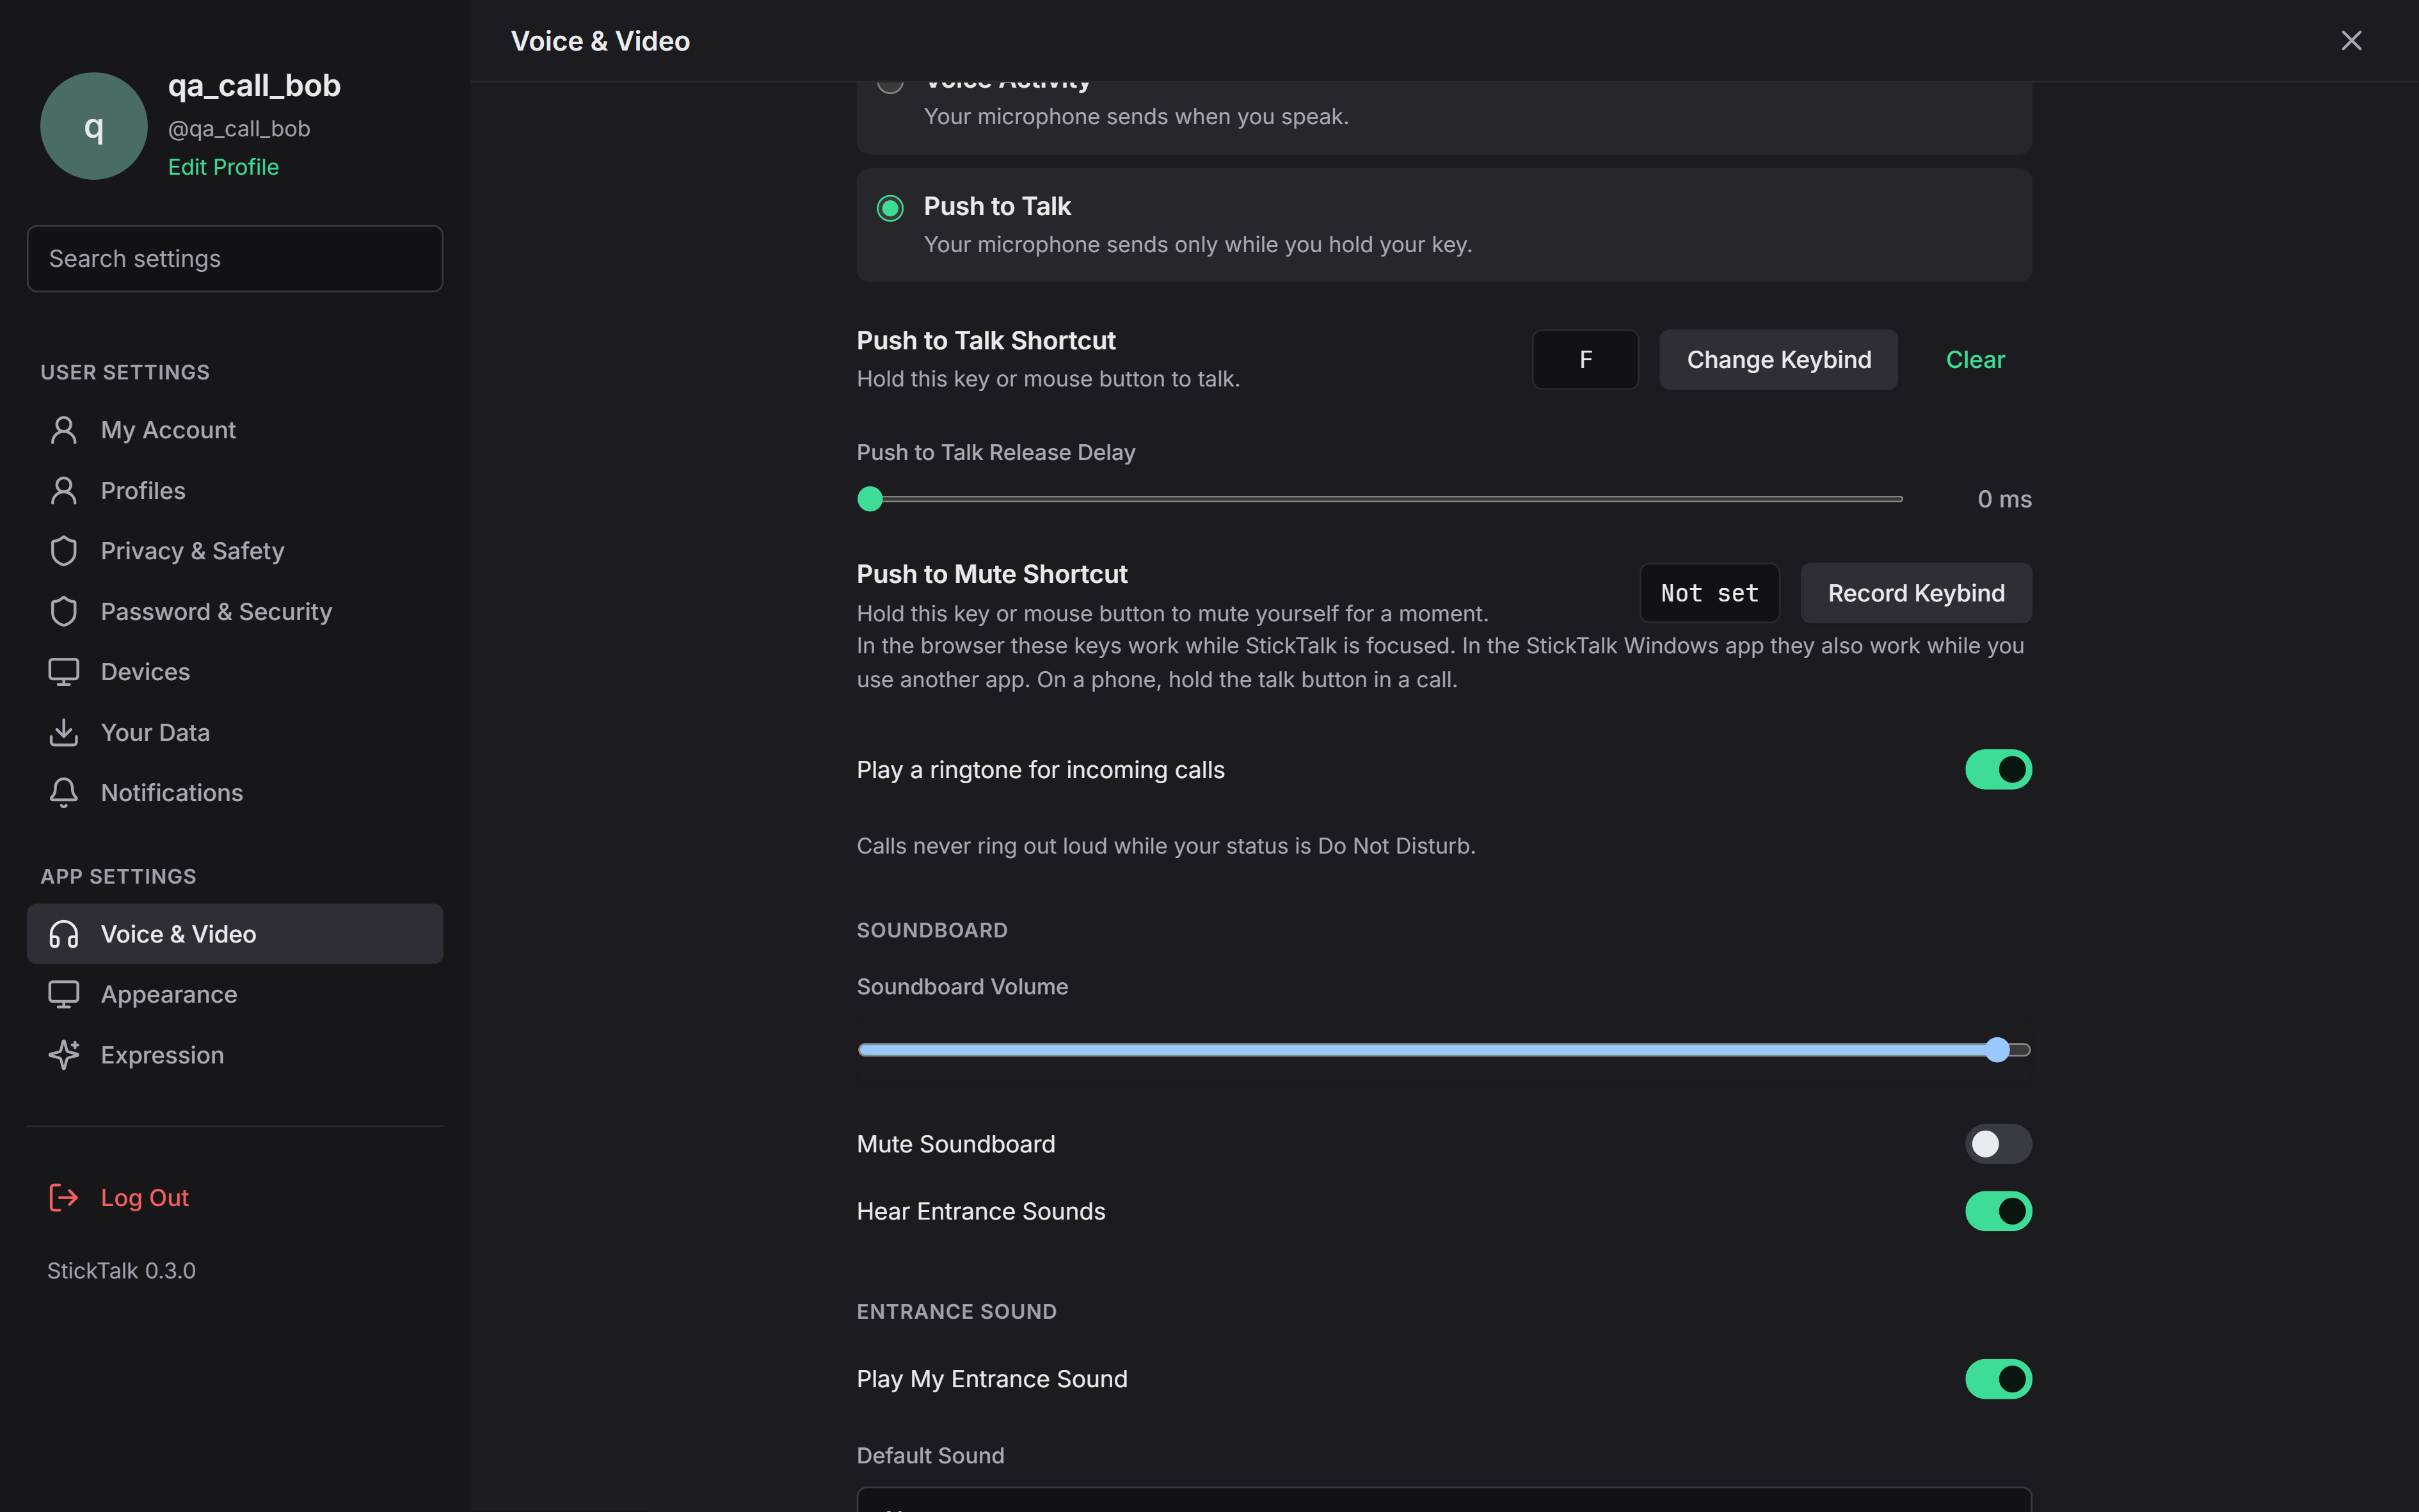 Voice & Video
q
qa_call_bob
@qa_call_bob
Edit Profile
Search settings
USER SETTINGS
My Account
Profiles
Privacy & Safety
Password & Security
Devices
Your Data
Notifications
APP SETTINGS
Voice & Video
Appearance
Expression
Log Out
StickTalk 0.3.0
Voice Activity
Your microphone sends when you speak.
Push to Talk
Your microphone sends only while you hold your key.
Push to Talk Shortcut
Hold this key or mouse button to talk.
F
Change Keybind
Clear
Push to Talk Release Delay
0 ms
Push to Mute Shortcut
Hold this key or mouse button to mute yourself for a moment.
Not set
Record Keybind
In the browser these keys work while StickTalk is focused. In the StickTalk Windows app they also work while you
use another app. On a phone, hold the talk button in a call.
Play a ringtone for incoming calls
Calls never ring out loud while your status is Do Not Disturb.
SOUNDBOARD
Soundboard Volume
Mute Soundboard
Hear Entrance Sounds
ENTRANCE SOUND
Play My Entrance Sound
Default Sound